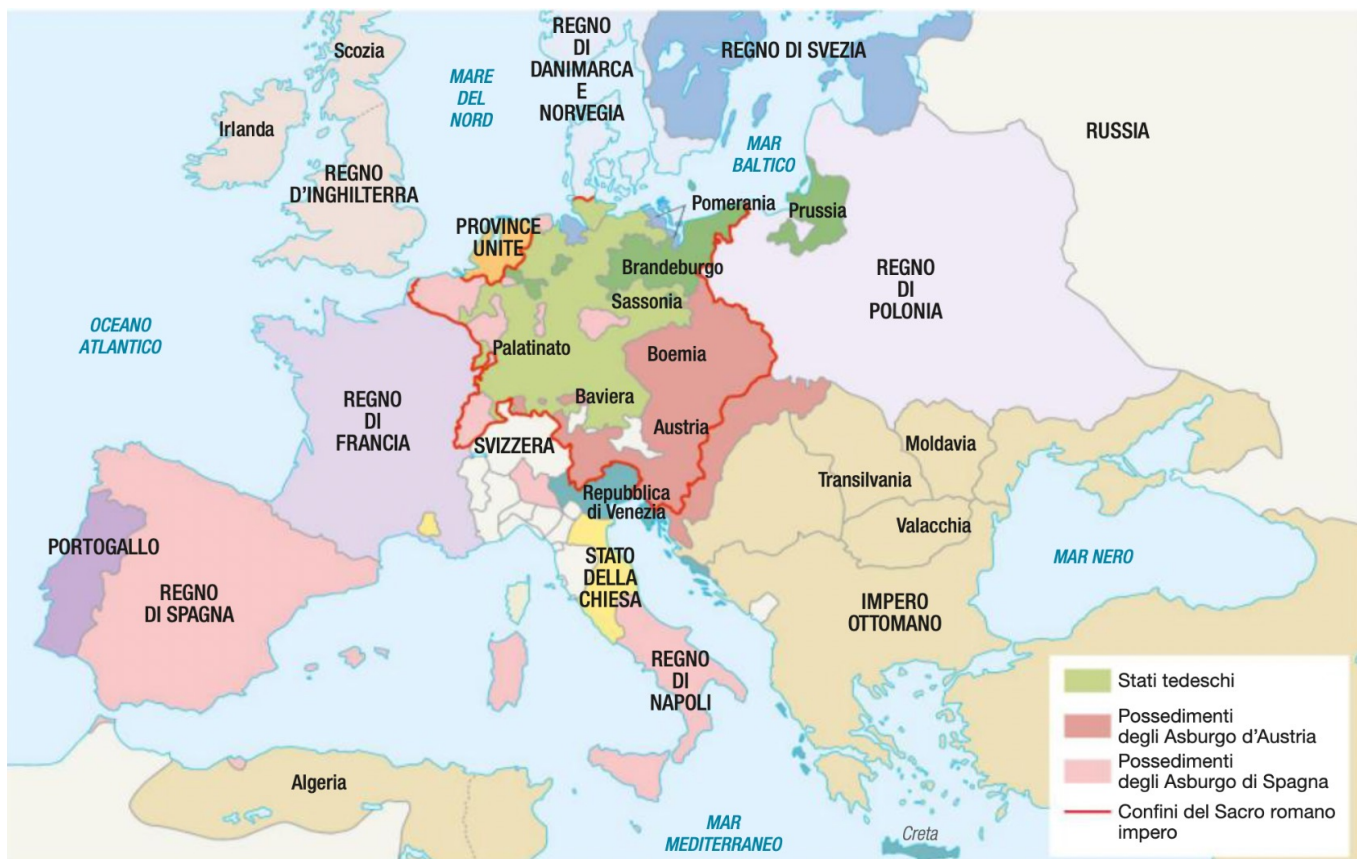 Scozia
Irlanda
REGNO
D'INGHILTERRA
MARE
DEL
NORD
REGNO
DI
DANIMARCA
E
NORVEGIA
REGNO DI SVEZIA
MAR
BALTICO
RUSSIA
PROVINCE
UNITE
Pomerania
Prussia
Brandeburgo
Sassonia
REGNO
DI
POLONIA
OCEANO
ATLANTICO
Palatinato
Boemia
Baviera
Austria
REGNO
DI
FRANCIA
SVIZZERA
Repubblica
di Venezia
Moldavia
Transilvania
Valacchia
MAR NERO
PORTOGALLO
REGNO
DI SPAGNA
STATO
DELLA
CHIESA
IMPERO
OTTOMANO
REGNO
DI
NAPOLI
Algeria
MAR
MEDITERRANEO
Creta
Stati tedeschi
Possedimenti
degli Asburgo d'Austria
Possedimenti
degli Asburgo di Spagna
Confini del Sacro romano
impero